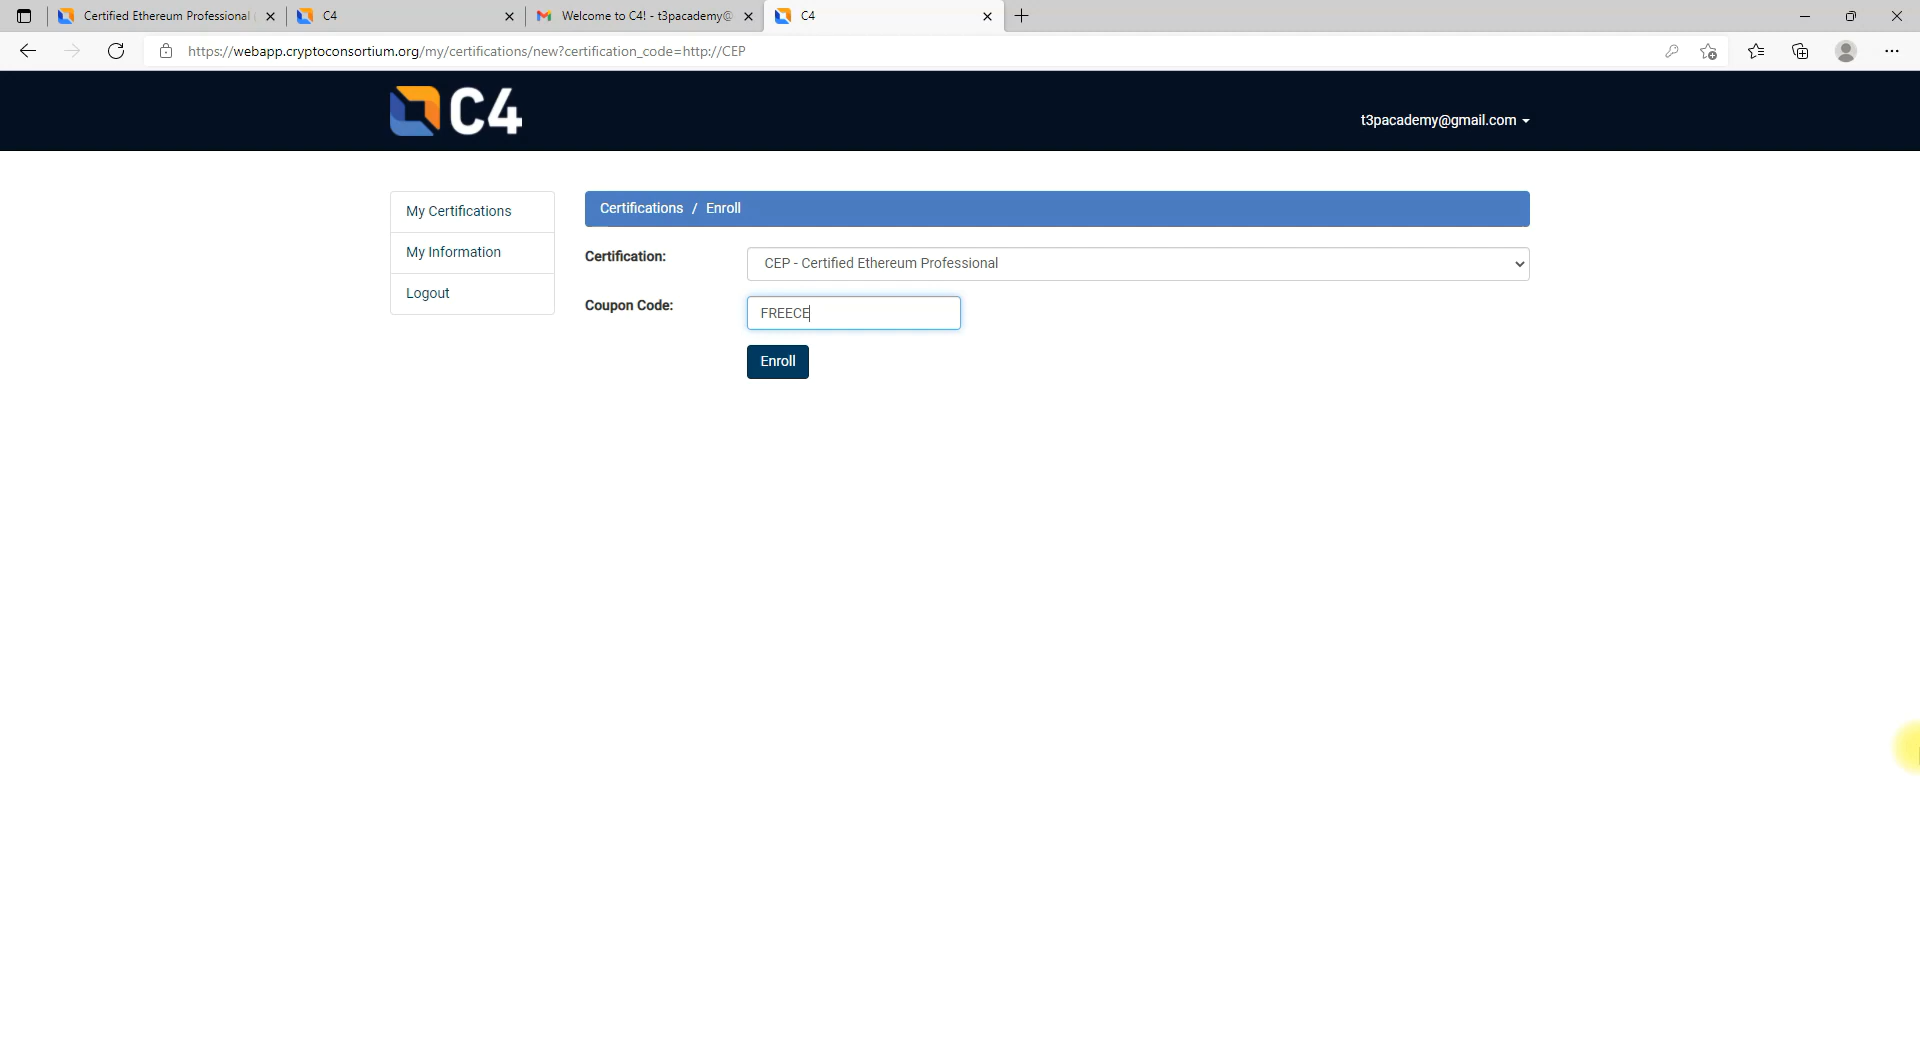 Certified Ethereum Professional
C4
Welcome to C4! - t3pacademy@
C4
https://webapp.cryptoconsortium.org/my/certifications/new?certification_code=http://CEP
C4
t3pacademy@gmail.com
My Certifications
My Information
Logout
Certifications / Enroll
Certification:
CEP - Certified Ethereum Professional
Coupon Code:
FREECE
Enroll